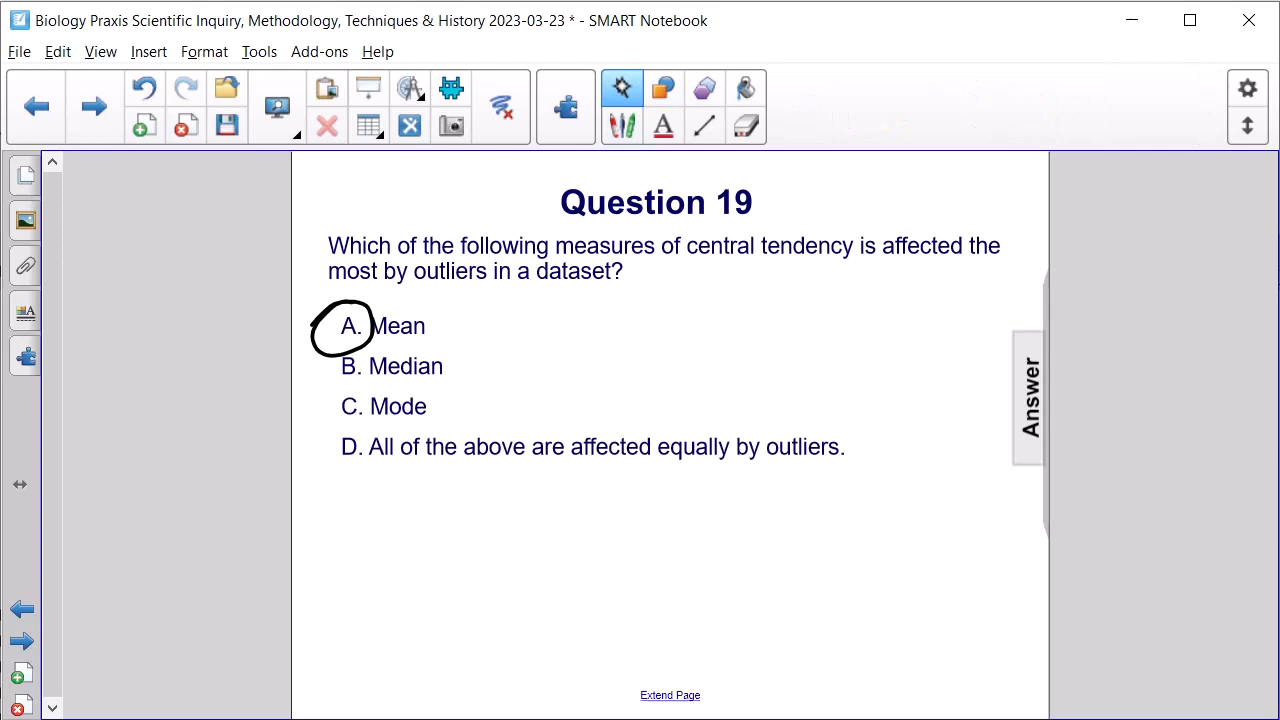 Biology Praxis Scientific Inquiry, Methodology, Techniques & History 2023-03-23 * - SMART Notebook
File Edit View Insert Format Tools Add-ons Help
Question 19
Which of the following measures of central tendency is affected the
most by outliers in a dataset?
A. Mean
B. Median
C. Mode
D. All of the above are affected equally by outliers.
Answer
Extend Page